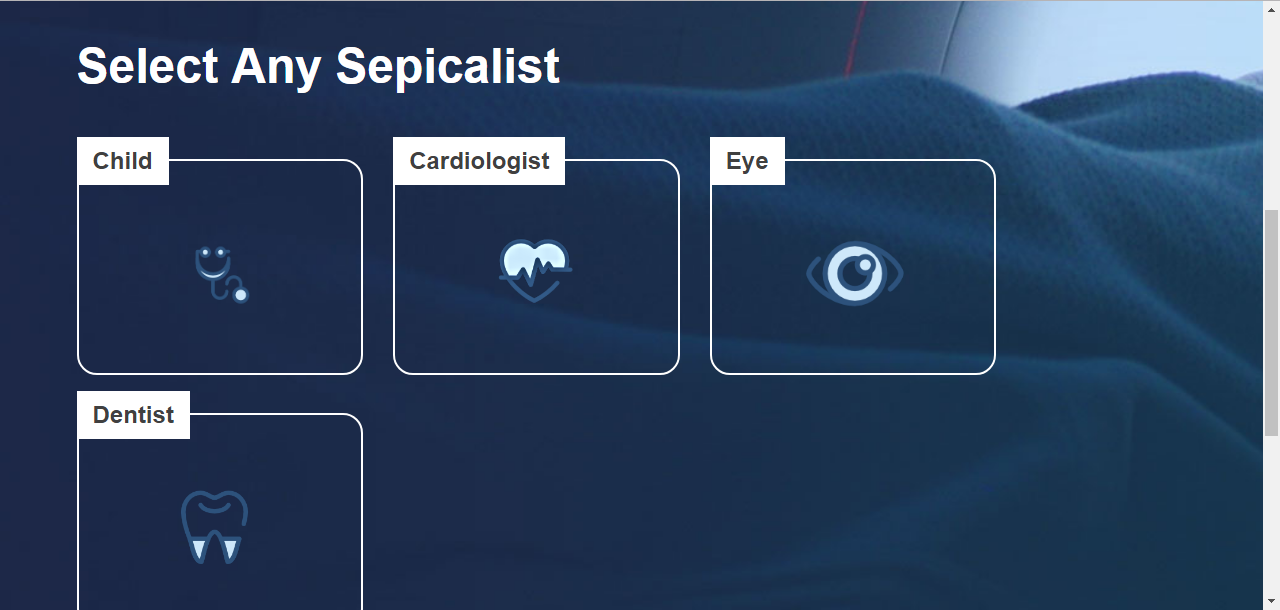 Select Any Sepicalist
Child
Cardiologist
Eye
Dentist